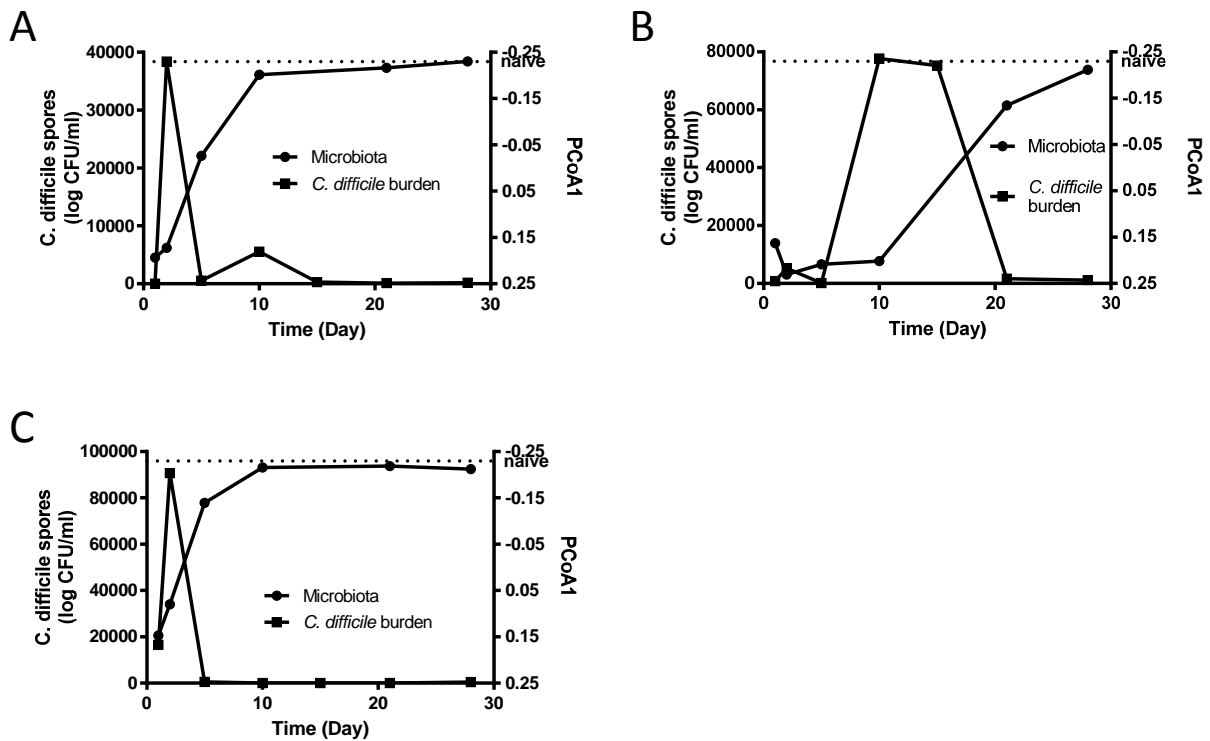 A
40000
30000
20000
10000
0
C. difficile spores
(log CFU/ml)
0
10
20
30
Time (Day)
-0.25
naïve
-0.15
-0.05
0.05
0.15
0.25
PCoA1
Microbiota
C. difficile burden
B
80000
60000
40000
20000
0
C. difficile spores
(log CFU/ml)
0
10
20
30
Time (Day)
-0.25
naïve
-0.15
-0.05
0.05
0.15
0.25
PCoA1
Microbiota
C. difficile
burden
C
100000
80000
60000
40000
20000
0
C. difficile spores
(log CFU/ml)
0
10
20
30
Time (Day)
-0.25
naïve
-0.15
-0.05
0.05
0.15
0.25
PCoA1
Microbiota
C. difficile burden